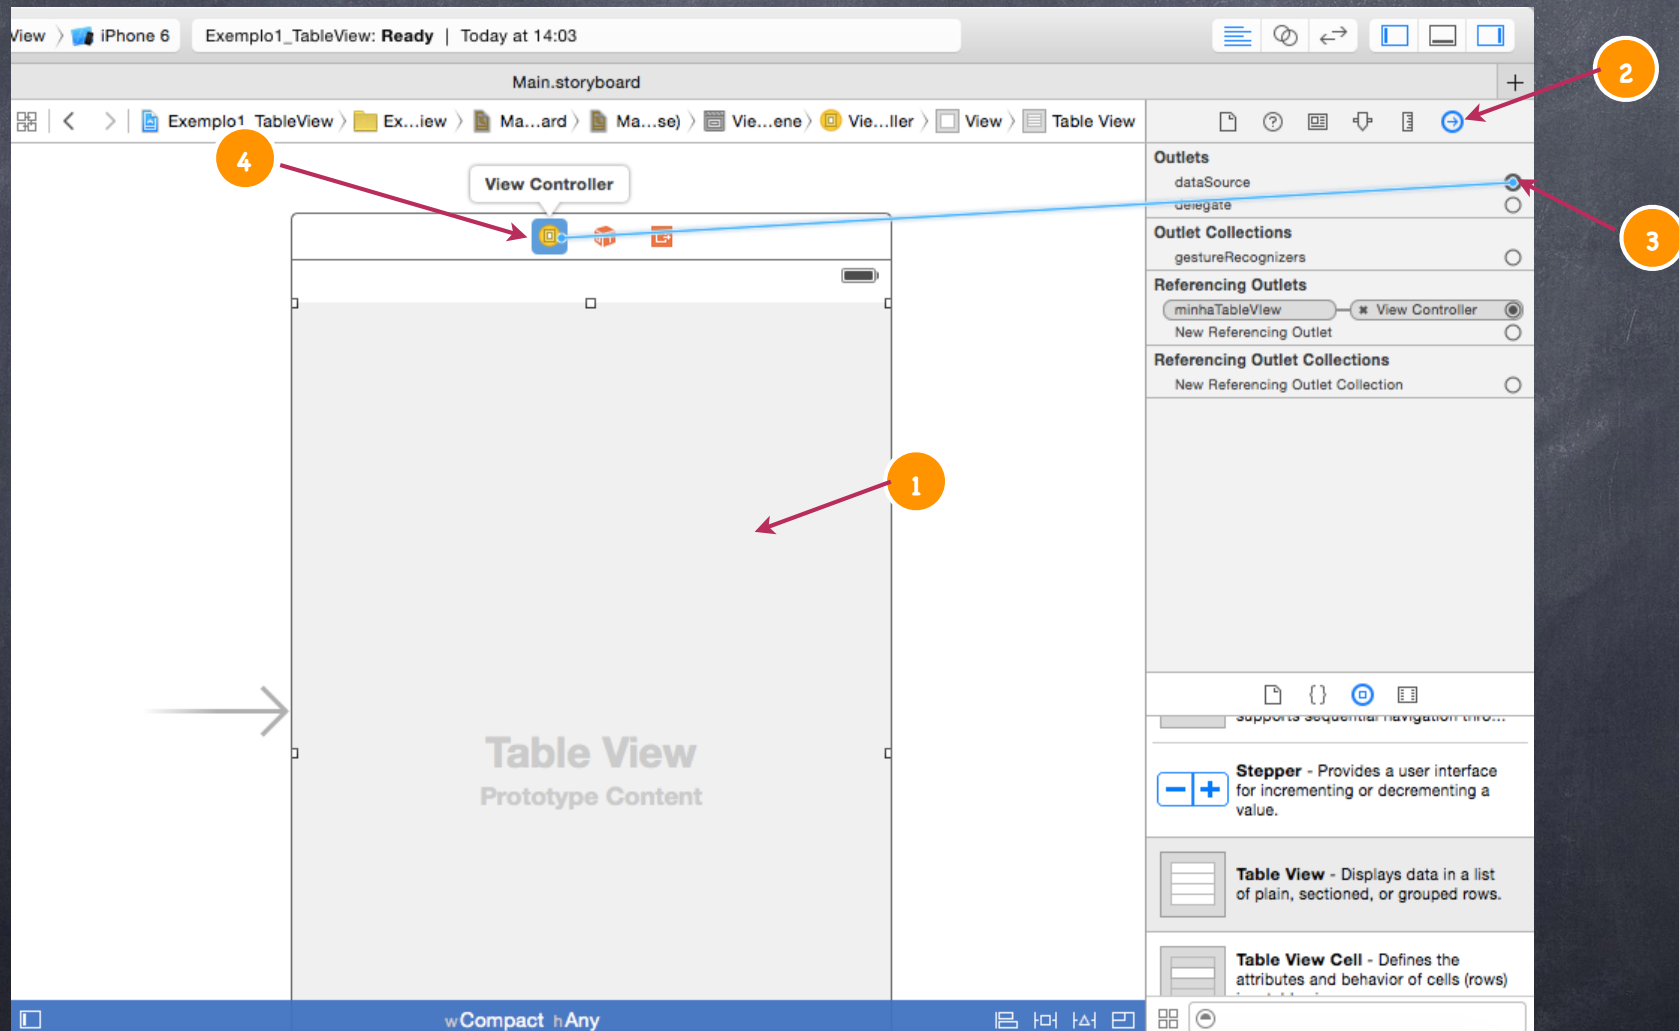 View 〉 iPhone 6
Exemplo1_TableView: Ready | Today at 14:03
Main.storyboard
+
Exemplo1_TableView 〉 Ex...iew 〉 Ma....ard 〉 Ma...se) 〉 Vie...ene 〉 Vie...ller 〉 View 〉 Table View
2
4
View Controller
Outlets
dataSource
delegate
3
Outlet Collections
gestureRecognizers
Referencing Outlets
minhaTableVIew
View Controller
New Referencing Outlet
Referencing Outlet Collections
New Referencing Outlet Collection
1
Table View
Prototype Content
supports sequential navigation thro...
Stepper - Provides a user interface
for incrementing or decrementing a
value.
Table View - Displays data in a list
of plain, sectioned, or grouped rows.
Table View Cell - Defines the
attributes and behavior of cells (rows)
wCompact hAny